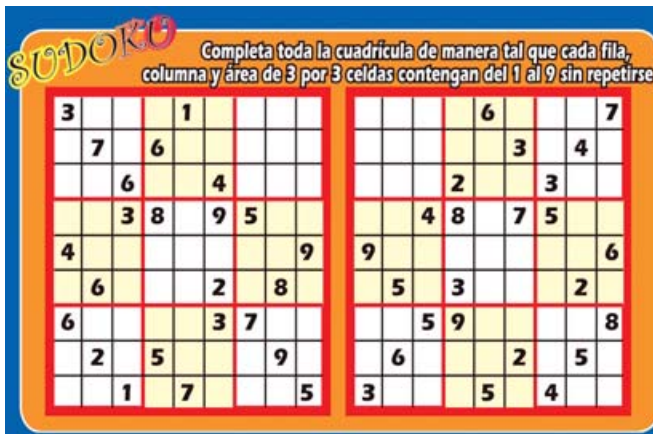 SUDOKU
Completa toda la cuadrícula de manera tal que cada fila,
columna y área de 3 por 3 celdas contengan del 1 al 9 sin repetirse
3 1
7 6
6 4
3 8 9 5
4 9
6 2 8
6 3 7
2 5 9
1 7 5
6 7
3 4
2 3
4 8 7 5
9 6
5 3 2
5 9 8
6 2 5
3 5 4